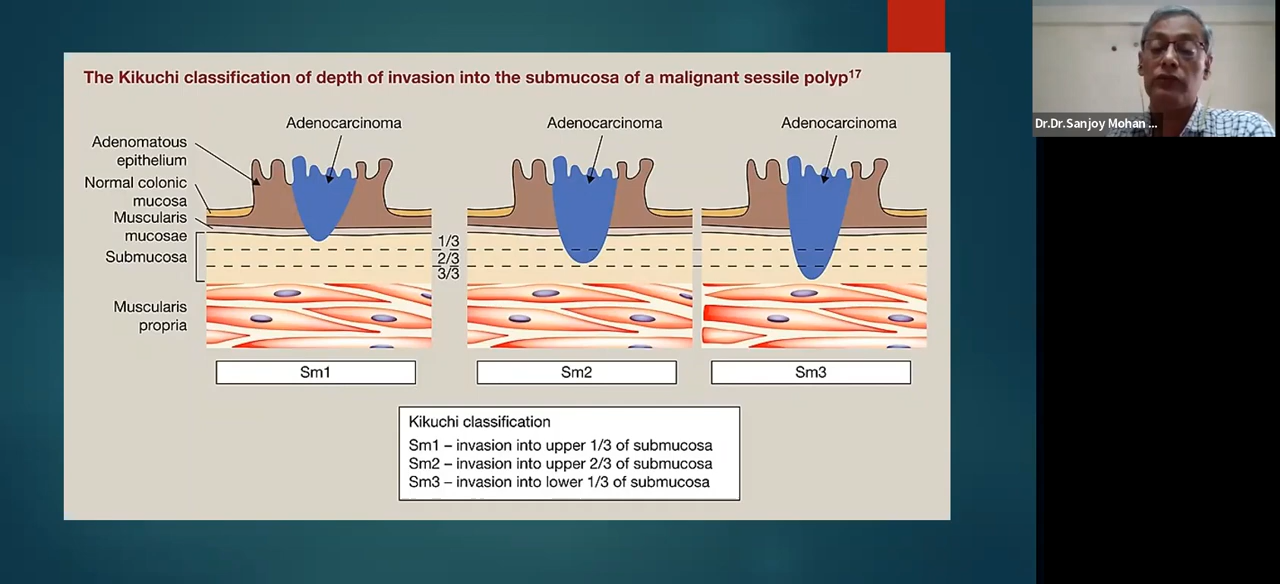 The Kikuchi classification of depth of invasion into the submucosa of a malignant sessile polyp17
Adenocarcinoma
Adenocarcinoma
Adenocarcinoma
Adenomatous
epithelium
Normal colonic
mucosa
Muscularis
mucosae
Submucosa
Muscularis
propria
1/3
2/3
3/3
Sm1
Sm2
Sm3
Kikuchi classification
Sm1 – invasion into upper 1/3 of submucosa
Sm2 – invasion into upper 2/3 of submucosa
Sm3 – invasion into lower 1/3 of submucosa
Dr.Dr.Sanjoy Mohan ...